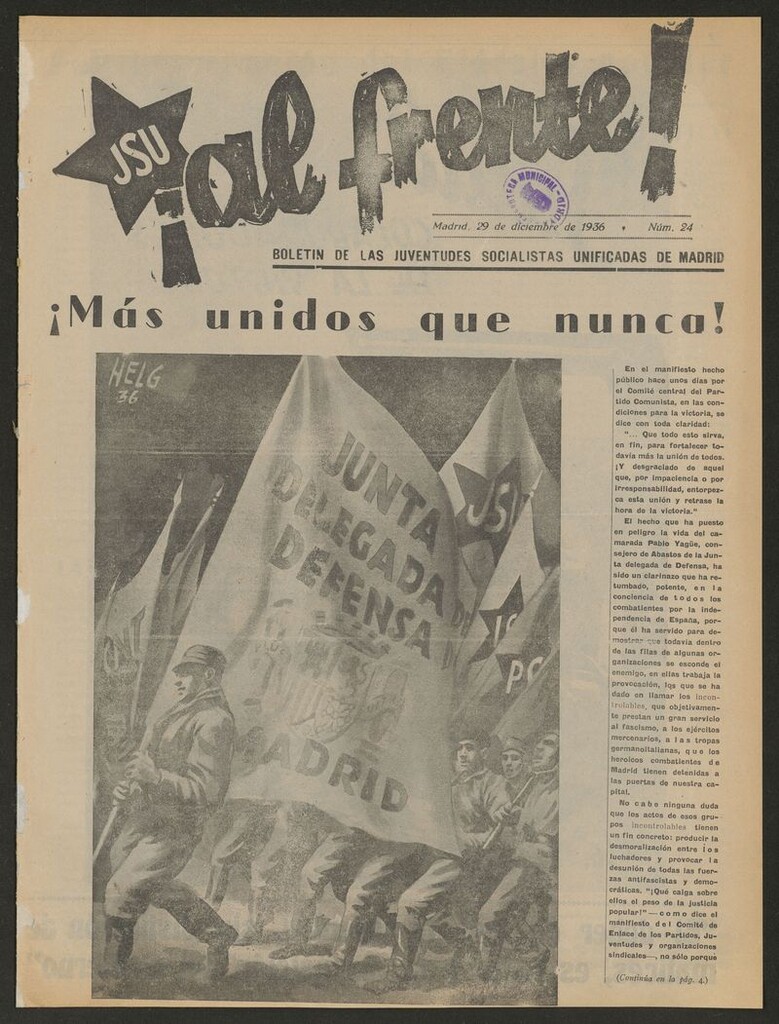 JSU
¡al frente!
Madrid, 29 de diciembre de 1936 • Núm. 24
BOLETIN DE LAS JUVENTUDES SOCIALISTAS UNIFICADAS DE MADRID
¡Más unidos que nunca!
HELG
36
JUNTA
DELEGADA DE
DEFENSA
MADRID
JSU
PC
CNT
En el manifiesto hecho
público hace unos días por
el Comité central del Par-
tido Comunista, en las con-
diciones para la victoria, se
dice con toda claridad:
"... Que todo esto sirva,
en fin, para fortalecer to-
davía más la unión de todos.
¡Y desgraciado de aquel
que, por impaciencia o por
irresponsabilidad, entorpez-
ca esta unión y retrase la
hora de la victoria."
El hecho que ha puesto
en peligro la vida del ca-
marada Pablo Yagüe, con-
sejero de Abastos de la Jun-
ta delegada de Defensa, ha
sido un clarinazo que ha re-
tumbado, potente, en la
conciencia de todos los
combatientes por la inde-
pendencia de España, por-
que él ha servido para de-
mostrar que todavía dentro
de las filas de algunas or-
ganizaciones se esconde el
enemigo, en ellas trabaja la
provocación, los que se ha
dado en llamar los incon-
trolables, que objetivamen-
te prestan un gran servicio
al fascismo, a los ejércitos
mercenarios, a las tropas
germanoitalianas, que los
heroicos combatientes de
Madrid tienen detenidas a
las puertas de nuestra ca-
pital.
No cabe ninguna duda
que los actos de esos gru-
pos incontrolables tienen
un fin concreto: producir la
desmoralización entre los
luchadores y provocar la
desunión de todas las fuer-
zas antifascistas y demo-
cráticas. "¡Qué caiga sobre
ellos el peso de la justicia
popular!"—como dice el
manifiesto del Comité de
Enlace de los Partidos, Ju-
ventudes y organizaciones
sindicales—, no sólo porque
(Continúa en la pág. 4.)